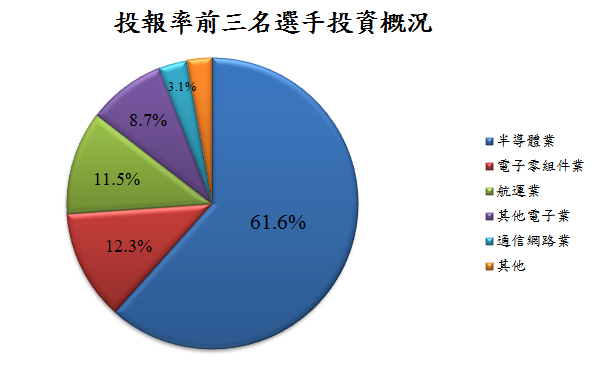 投報率前三名選手投資概況
3.1%
8.7%
11.5%
12.3%
61.6%
半導體業
電子零組件業
航運業
其他電子業
通信網路業
其他